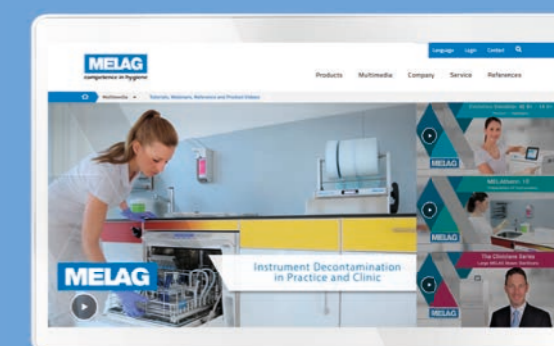 Language Login Contact
MELAG
competence in hygiene
Products Multimedia Company Service References
Multimedia Tutorials, Webinars, Reference and Product Videos
MELAG
MELAG
Instrument Decontamination
in Practice and Clinic
MELAG
The Cliniclave Series
MELAG